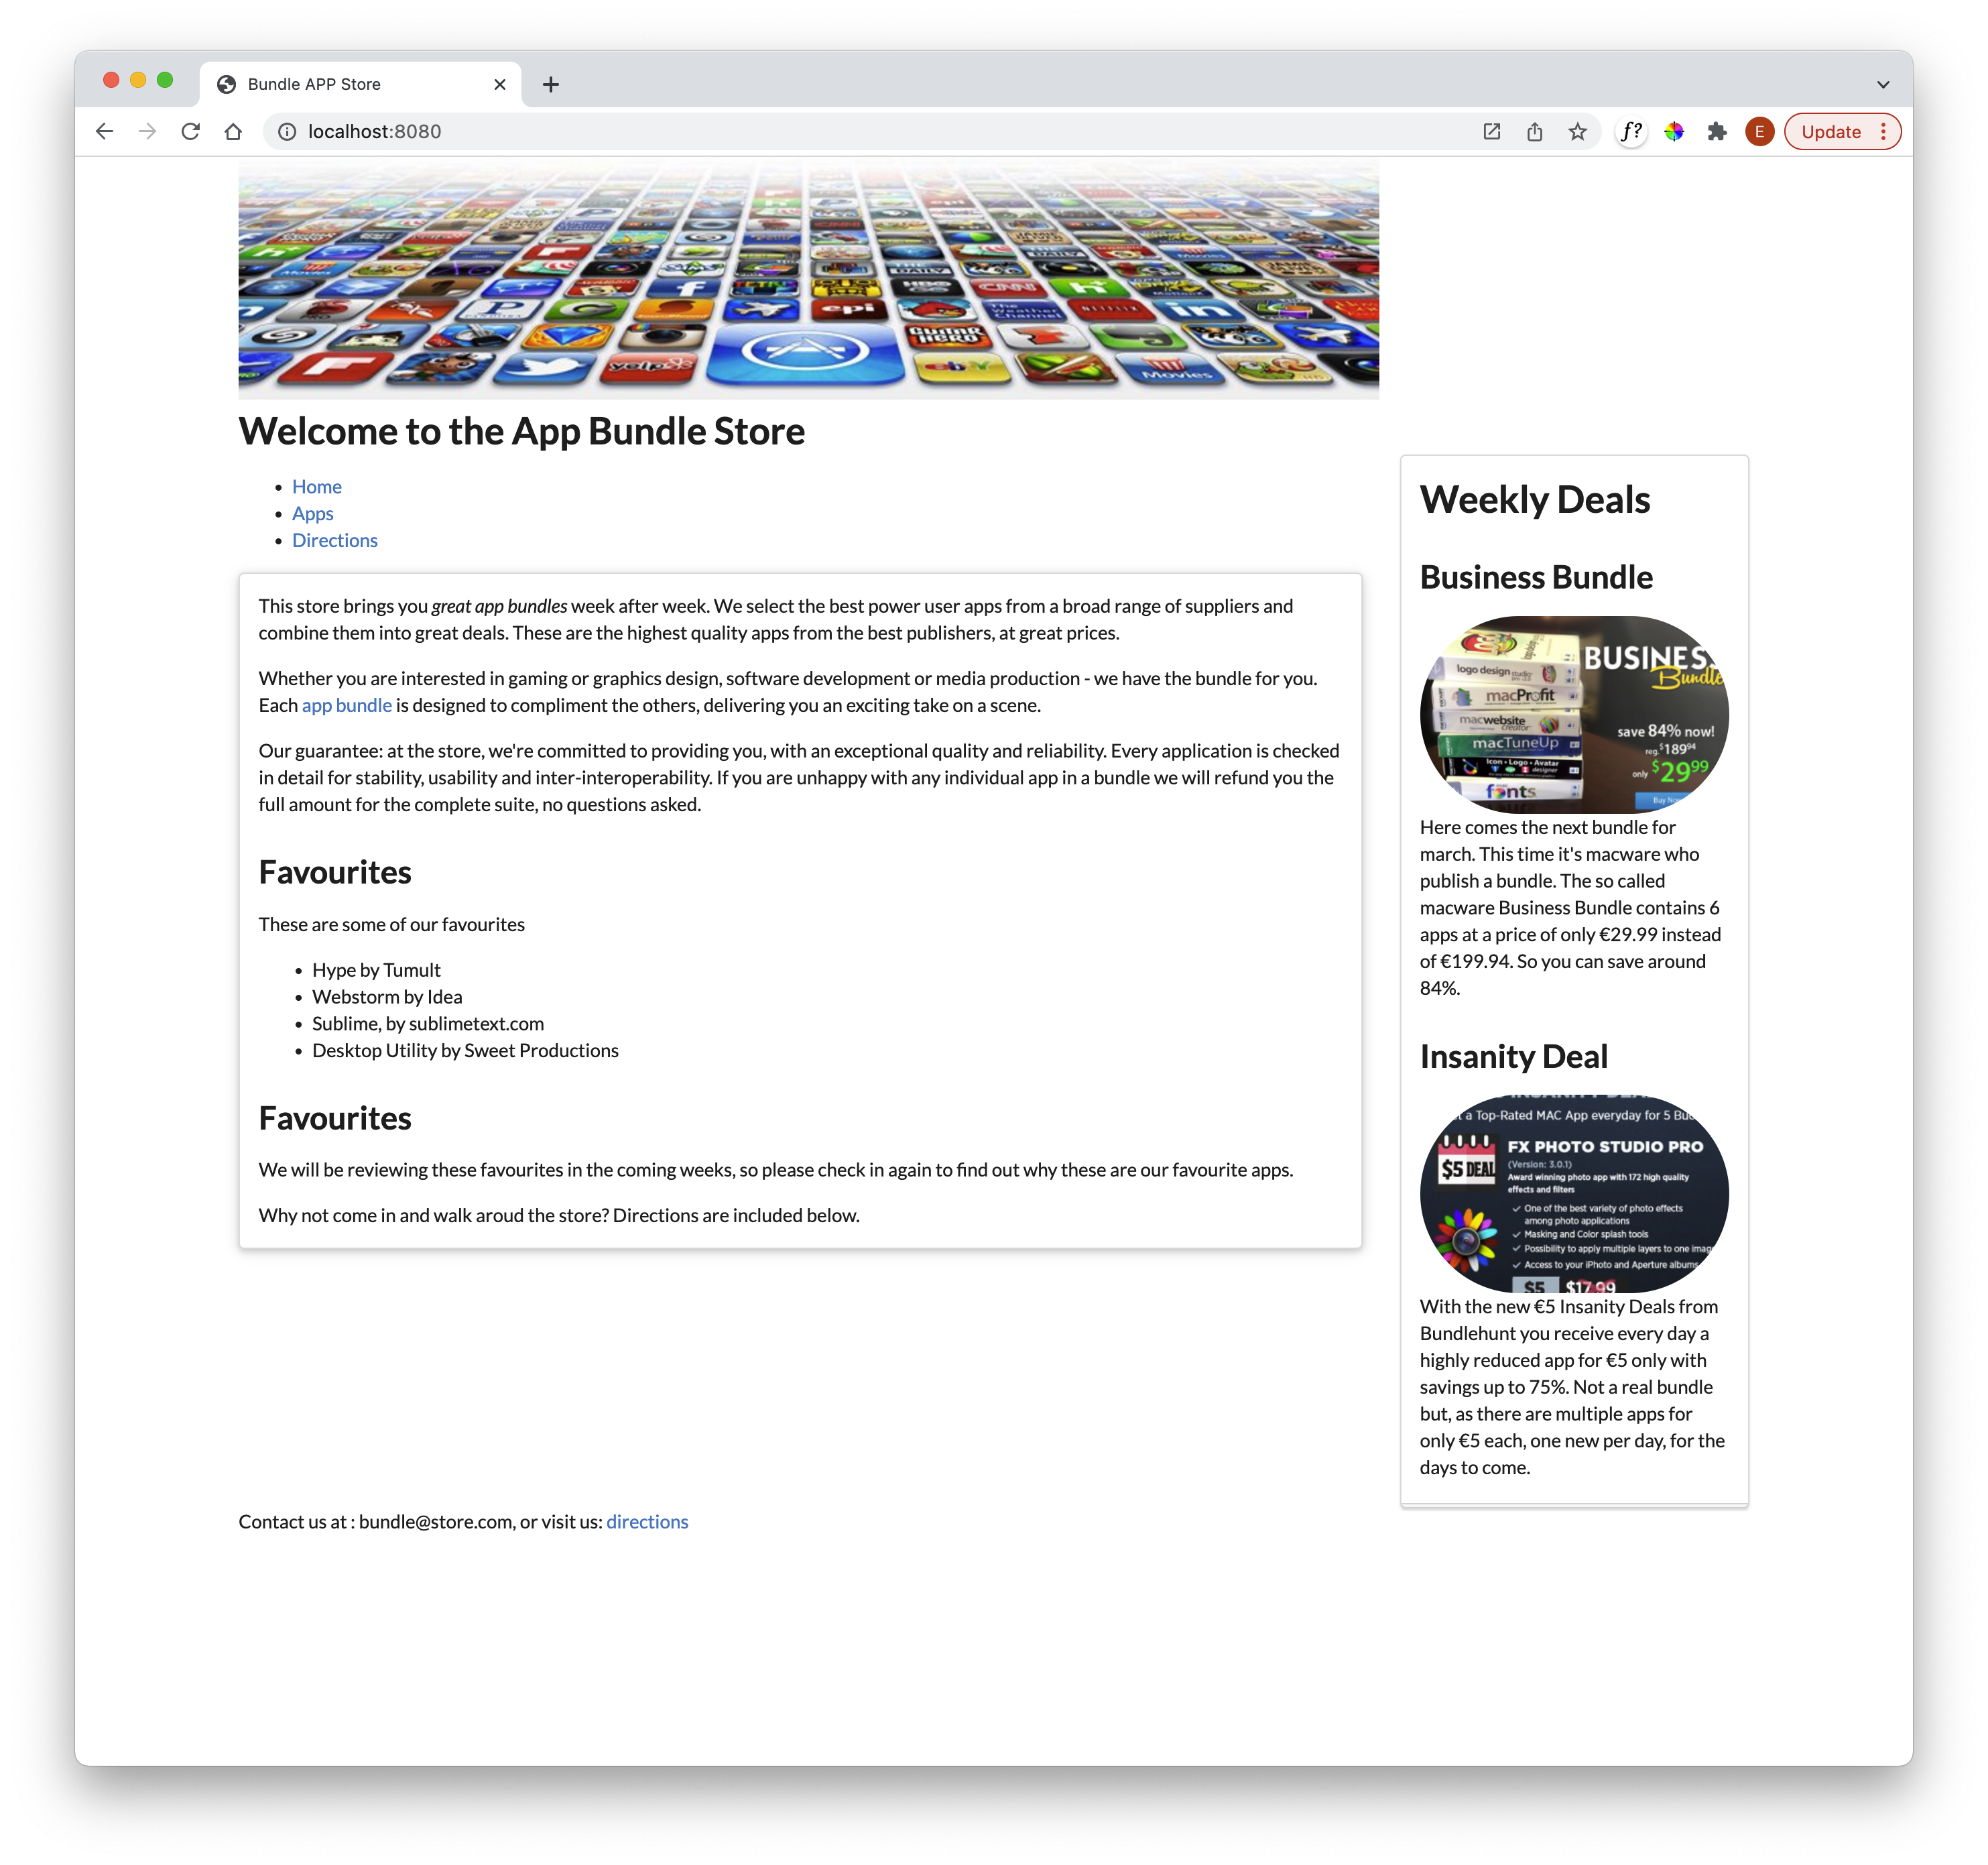 Bundle APP Store
localhost:8080
f?
E
Update
f
HBO
CNN
epi
The Weather Channel
NETFLIX
in
GUITAR HERO
yelp
ebY
Movies
Welcome to the App Bundle Store
Home
Apps
Directions
This store brings you great app bundles week after week. We select the best power user apps from a broad range of suppliers and
combine them into great deals. These are the highest quality apps from the best publishers, at great prices.
Whether you are interested in gaming or graphics design, software development or media production - we have the bundle for you.
Each app bundle is designed to compliment the others, delivering you an exciting take on a scene.
Our guarantee: at the store, we're committed to providing you, with an exceptional quality and reliability. Every application is checked
in detail for stability, usability and inter-interoperability. If you are unhappy with any individual app in a bundle we will refund you the
full amount for the complete suite, no questions asked.
Favourites
These are some of our favourites
Hype by Tumult
Webstorm by Idea
Sublime, by sublimetext.com
Desktop Utility by Sweet Productions
Favourites
We will be reviewing these favourites in the coming weeks, so please check in again to find out why these are our favourite apps.
Why not come in and walk aroud the store? Directions are included below.
Weekly Deals
Business Bundle
BUSINES
Bundle
logo design studio
macProfit
macwebsite creator
macTuneUp
Icon • Logo • Avatar designer
fonts
save 84% now!
reg. $189.94
only $29.99
Buy No
Here comes the next bundle for
march. This time it's macware who
publish a bundle. The so called
macware Business Bundle contains 6
apps at a price of only €29.99 instead
of €199.94. So you can save around
84%.
Insanity Deal
a Top-Rated MAC App everyday for 5 Buc
$5 DEAL
FX PHOTO STUDIO PRO
(Version: 3.0.1)
Award winning photo app with 172 high quality
effects and filters
One of the best variety of photo effects
among photo applications
Masking and Color splash tools
Possibility to apply multiple layers to one imag
Access to your iPhoto and Aperture albums
$5 $17.99
With the new €5 Insanity Deals from
Bundlehunt you receive every day a
highly reduced app for €5 only with
savings up to 75%. Not a real bundle
but, as there are multiple apps for
only €5 each, one new per day, for the
days to come.
Contact us at : bundle@store.com, or visit us: directions